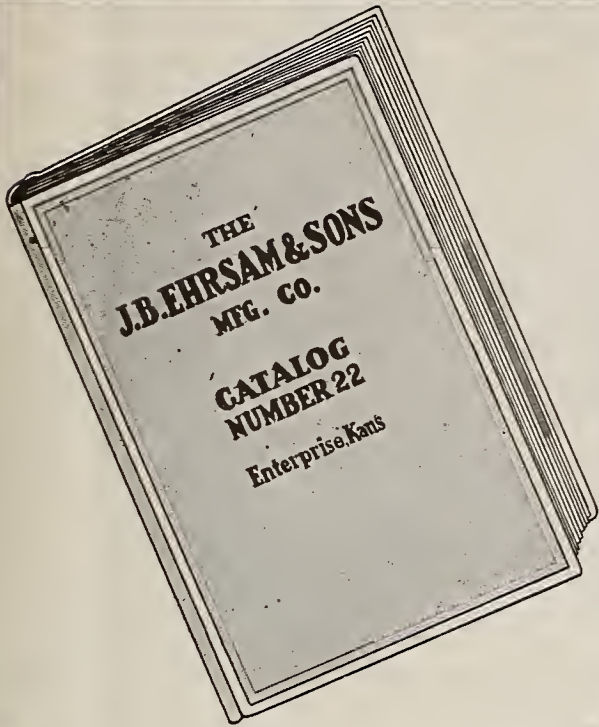 THE
J.B.EHRSAM & SONS
MFG. CO.
CATALOG
NUMBER 22
Enterprise, Kans